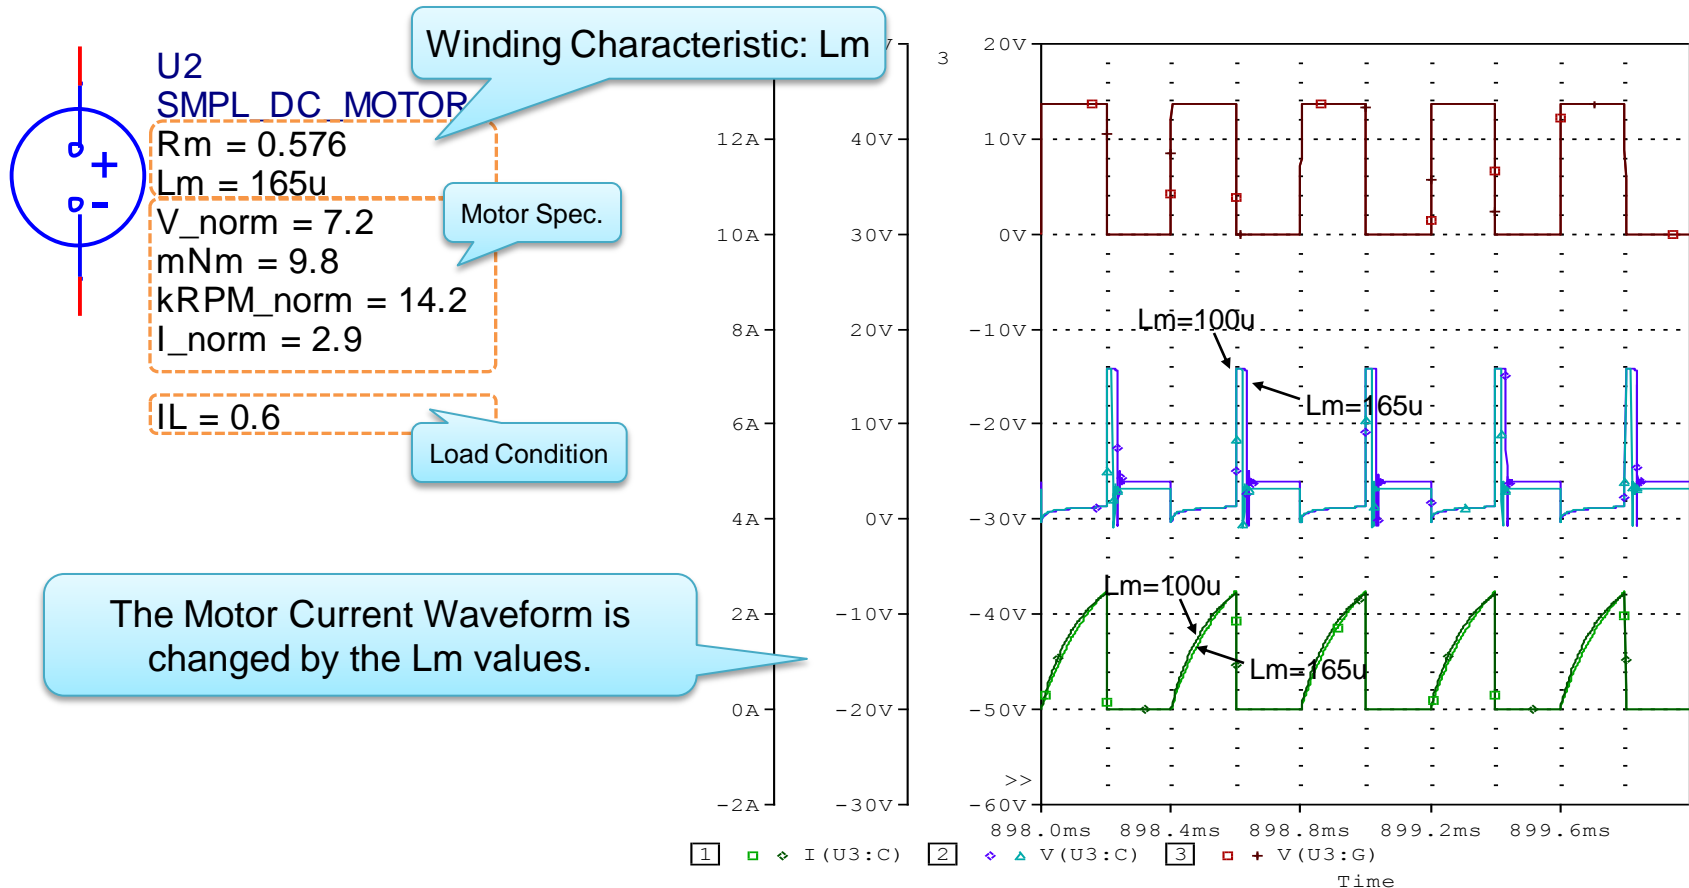 Winding Characteristic: Lm
U2
SMPL_DC_MOTOR
Rm = 0.576
Lm = 165u
V_norm = 7.2
mNm = 9.8
kRPM_norm = 14.2
I_norm = 2.9
IL = 0.6
+
-
Motor Spec.
Load Condition
The Motor Current Waveform is
changed by the Lm values.
12A
10A
8A
6A
4A
2A
0A
-2A
40V
30V
20V
10V
0V
-10V
-20V
-30V
3
20V
10V
0V
-10V
-20V
-30V
-40V
-50V
>>
-60V
Lm=100u
Lm=165u
Lm=100u
Lm=165u
898.0ms 898.4ms 898.8ms 899.2ms 899.6ms
1 I(U3:C) 2 V(U3:C) 3 V(U3:G)
Time